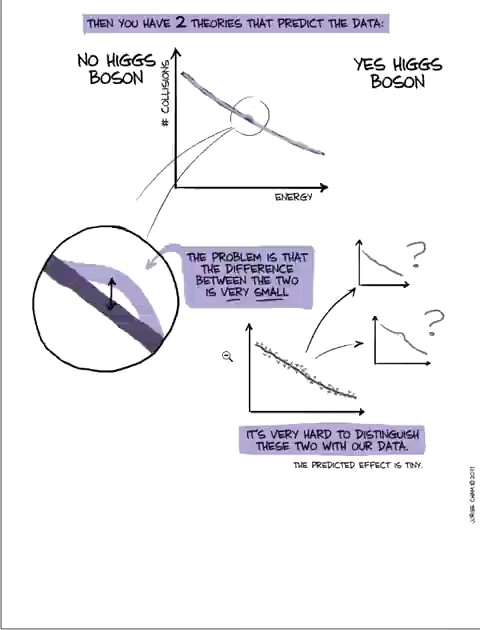 THEN YOU HAVE 2 THEORIES THAT PREDICT THE DATA:
NO HIGGS
BOSON
YES HIGGS
BOSON
# COLLISIONS
ENERGY
THE PROBLEM IS THAT
THE DIFFERENCE
BETWEEN THE TWO
IS VERY SMALL
?
?
IT'S VERY HARD TO DISTINGUISH
THESE TWO WITH OUR DATA.
THE PREDICTED EFFECT IS TINY.
JORGE CHAM © 2011